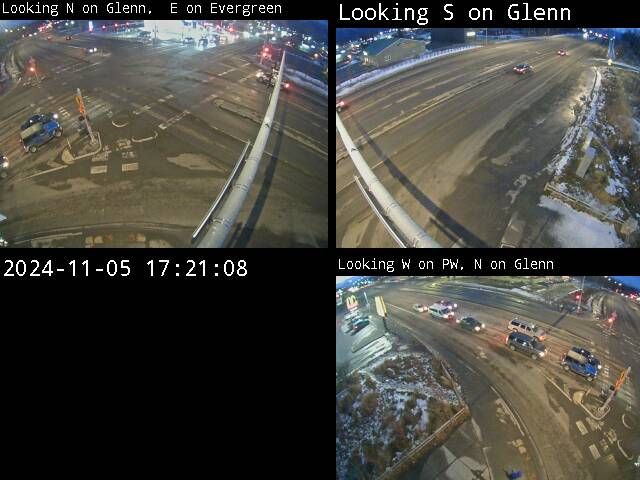 Looking N on Glenn,  E on Evergreen
Looking S on Glenn
2024-11-05 17:21:08
Looking W on PW, N on Glenn